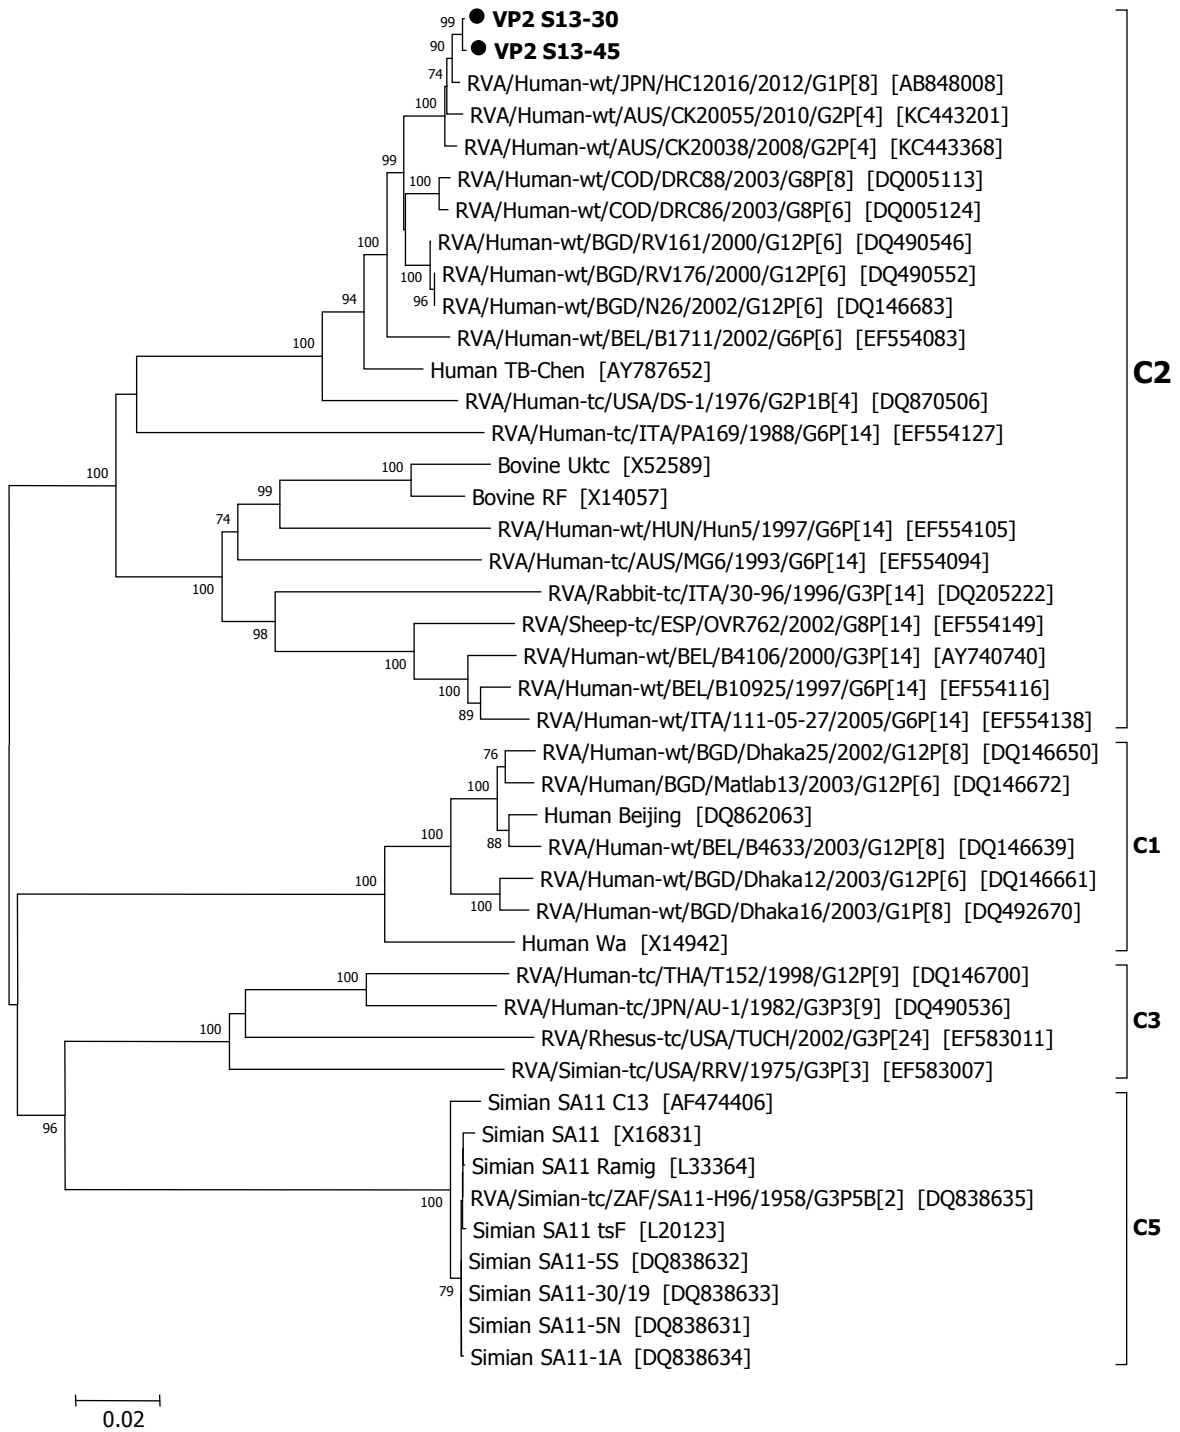 99
VP2 S13-30
90
VP2 S13-45
74
RVA/Human-wt/JPN/HC12016/2012/G1P[8] [AB848008]
100
RVA/Human-wt/AUS/CK20055/2010/G2P[4] [KC443201]
RVA/Human-wt/AUS/CK20038/2008/G2P[4] [KC443368]
99
100
RVA/Human-wt/COD/DRC88/2003/G8P[8] [DQ005113]
RVA/Human-wt/COD/DRC86/2003/G8P[6] [DQ005124]
100
RVA/Human-wt/BGD/RV161/2000/G12P[6] [DQ490546]
100
RVA/Human-wt/BGD/RV176/2000/G12P[6] [DQ490552]
94
96
RVA/Human-wt/BGD/N26/2002/G12P[6] [DQ146683]
100
RVA/Human-wt/BEL/B1711/2002/G6P[6] [EF554083]
Human TB-Chen [AY787652]
C2
RVA/Human-tc/USA/DS-1/1976/G2P1B[4] [DQ870506]
RVA/Human-tc/ITA/PA169/1988/G6P[14] [EF554127]
100
100
Bovine Uktc [X52589]
99
Bovine RF [X14057]
74
RVA/Human-wt/HUN/Hun5/1997/G6P[14] [EF554105]
RVA/Human-tc/AUS/MG6/1993/G6P[14] [EF554094]
100
RVA/Rabbit-tc/ITA/30-96/1996/G3P[14] [DQ205222]
98
RVA/Sheep-tc/ESP/OVR762/2002/G8P[14] [EF554149]
100
RVA/Human-wt/BEL/B4106/2000/G3P[14] [AY740740]
100
RVA/Human-wt/BEL/B10925/1997/G6P[14] [EF554116]
89
RVA/Human-wt/ITA/111-05-27/2005/G6P[14] [EF554138]
76
RVA/Human-wt/BGD/Dhaka25/2002/G12P[8] [DQ146650]
100
RVA/Human/BGD/Matlab13/2003/G12P[6] [DQ146672]
Human Beijing [DQ862063]
100
88
RVA/Human-wt/BEL/B4633/2003/G12P[8] [DQ146639]
C1
100
RVA/Human-wt/BGD/Dhaka12/2003/G12P[6] [DQ146661]
100
RVA/Human-wt/BGD/Dhaka16/2003/G1P[8] [DQ492670]
Human Wa [X14942]
100
RVA/Human-tc/THA/T152/1998/G12P[9] [DQ146700]
RVA/Human-tc/JPN/AU-1/1982/G3P3[9] [DQ490536]
C3
100
RVA/Rhesus-tc/USA/TUCH/2002/G3P[24] [EF583011]
RVA/Simian-tc/USA/RRV/1975/G3P[3] [EF583007]
Simian SA11 C13 [AF474406]
96
Simian SA11 [X16831]
Simian SA11 Ramig [L33364]
100
RVA/Simian-tc/ZAF/SA11-H96/1958/G3P5B[2] [DQ838635]
C5
Simian SA11 tsF [L20123]
Simian SA11-5S [DQ838632]
79
Simian SA11-30/19 [DQ838633]
Simian SA11-5N [DQ838631]
Simian SA11-1A [DQ838634]
0.02